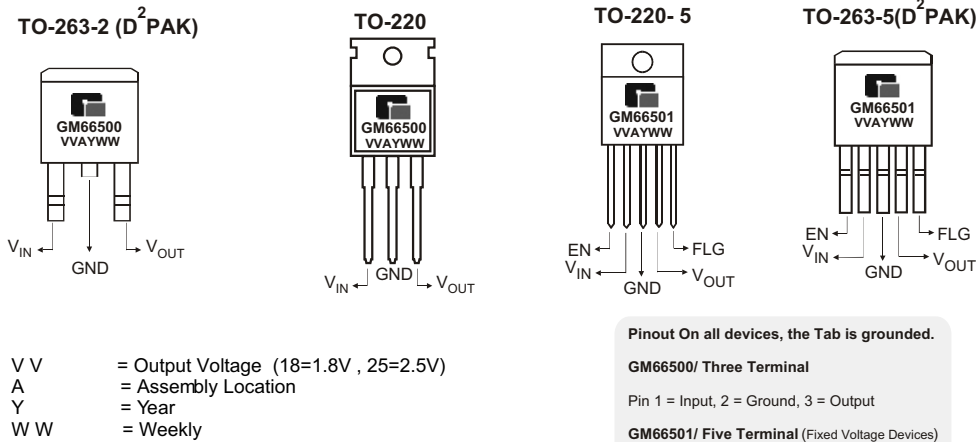 TO-263-2 (D²PAK)
TO-220
TO-220- 5
TO-263-5(D²PAK)
GM66500
VVAYWW
GM66500
VVAYWW
GM66501
VVAYWW
GM66501
VVAYWW
VIN
GND
VOUT
VIN
GND
VOUT
EN
FLG
VIN
VOUT
GND
EN
FLG
VIN
VOUT
GND
V V = Output Voltage (18=1.8V , 25=2.5V)
A = Assembly Location
Y = Year
W W = Weekly
Pinout On all devices, the Tab is grounded.
GM66500/ Three Terminal
Pin 1 = Input, 2 = Ground, 3 = Output
GM66501/ Five Terminal (Fixed Voltage Devices)